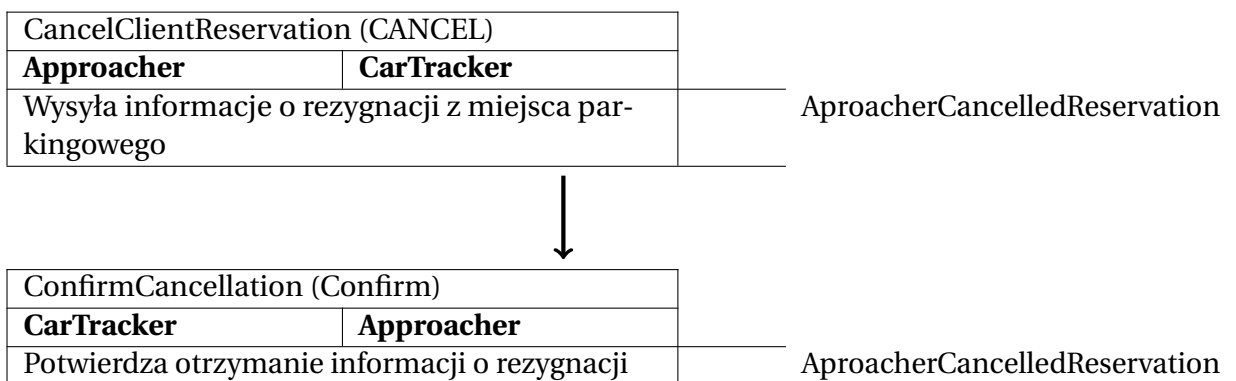 CancelClientReservation (CANCEL)
Approacher CarTracker
Wysyła informacje o rezygnacji z miejsca par- AproacherCancelledReservation
kingowego
ConfirmCancellation (Confirm)
CarTracker Approacher
Potwierdza otrzymanie informacji o rezygnacji AproacherCancelledReservation